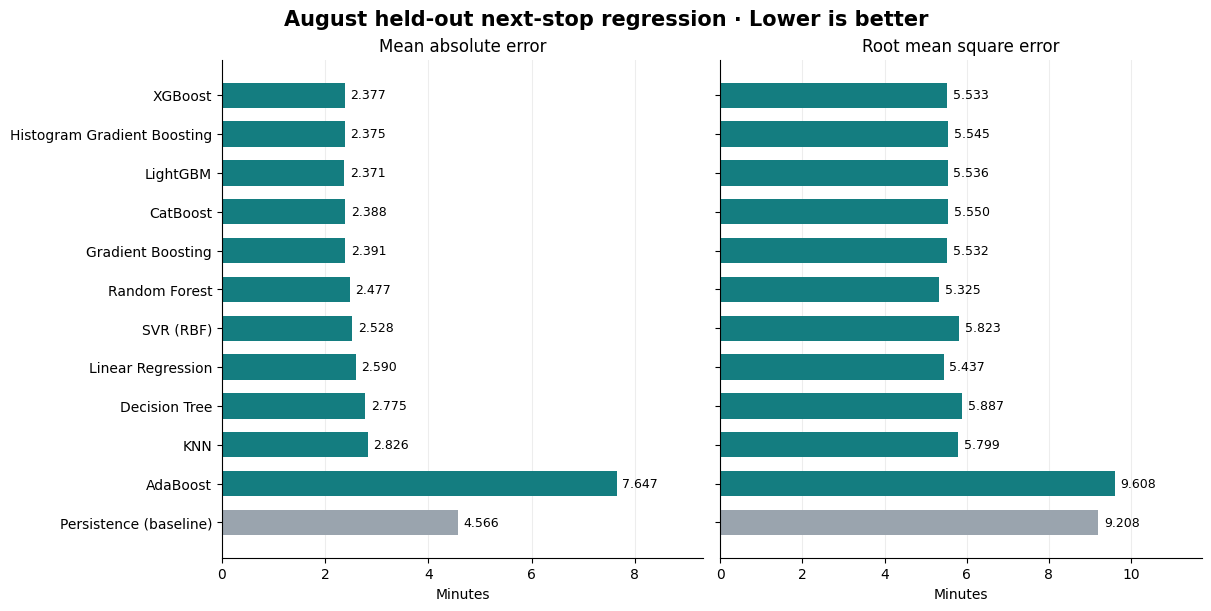 August held-out next-stop regression · Lower is better
Mean absolute error
XGBoost 2.377
Histogram Gradient Boosting 2.375
LightGBM 2.371
CatBoost 2.388
Gradient Boosting 2.391
Random Forest 2.477
SVR (RBF) 2.528
Linear Regression 2.590
Decision Tree 2.775
KNN 2.826
AdaBoost 7.647
Persistence (baseline) 4.566
0 2 4 6 8
Minutes
Root mean square error
5.533
5.545
5.536
5.550
5.532
5.325
5.823
5.437
5.887
5.799
9.608
9.208
0 2 4 6 8 10
Minutes